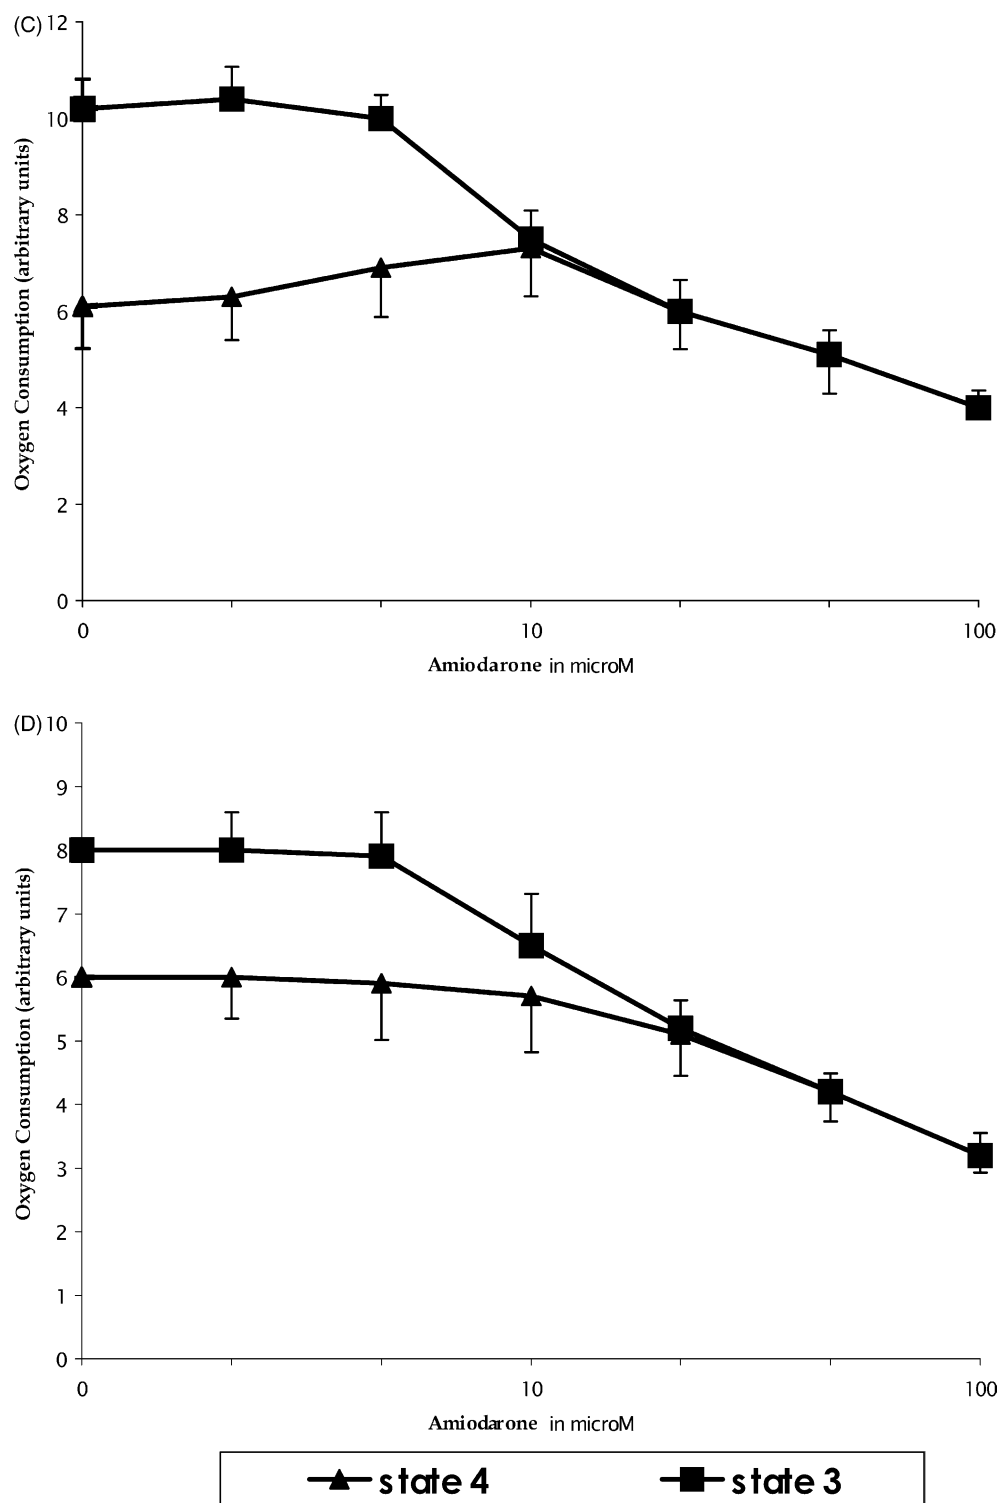 (C)
12
10
8
6
4
2
0
Oxygen Consumption (arbitrary units)
0 10 100
Amiodarone in microM
(D)
10
9
8
7
6
5
4
3
2
1
0
Oxygen Consumption (arbitrary units)
0 10 100
Amiodarone in microM
state 4 state 3